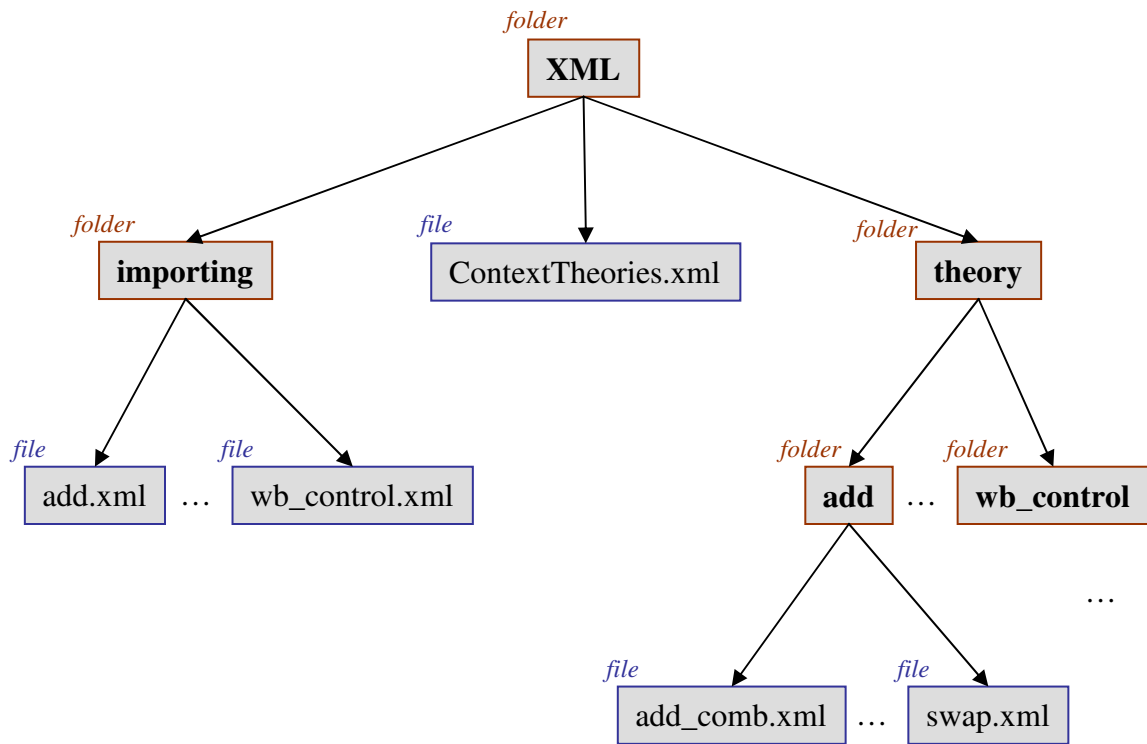 folder
XML
folder
file
folder
importing
ContextTheories.xml
theory
file
file
folder
folder
add.xml
…
wb_control.xml
add
…
wb_control
…
file
file
add_comb.xml
…
swap.xml